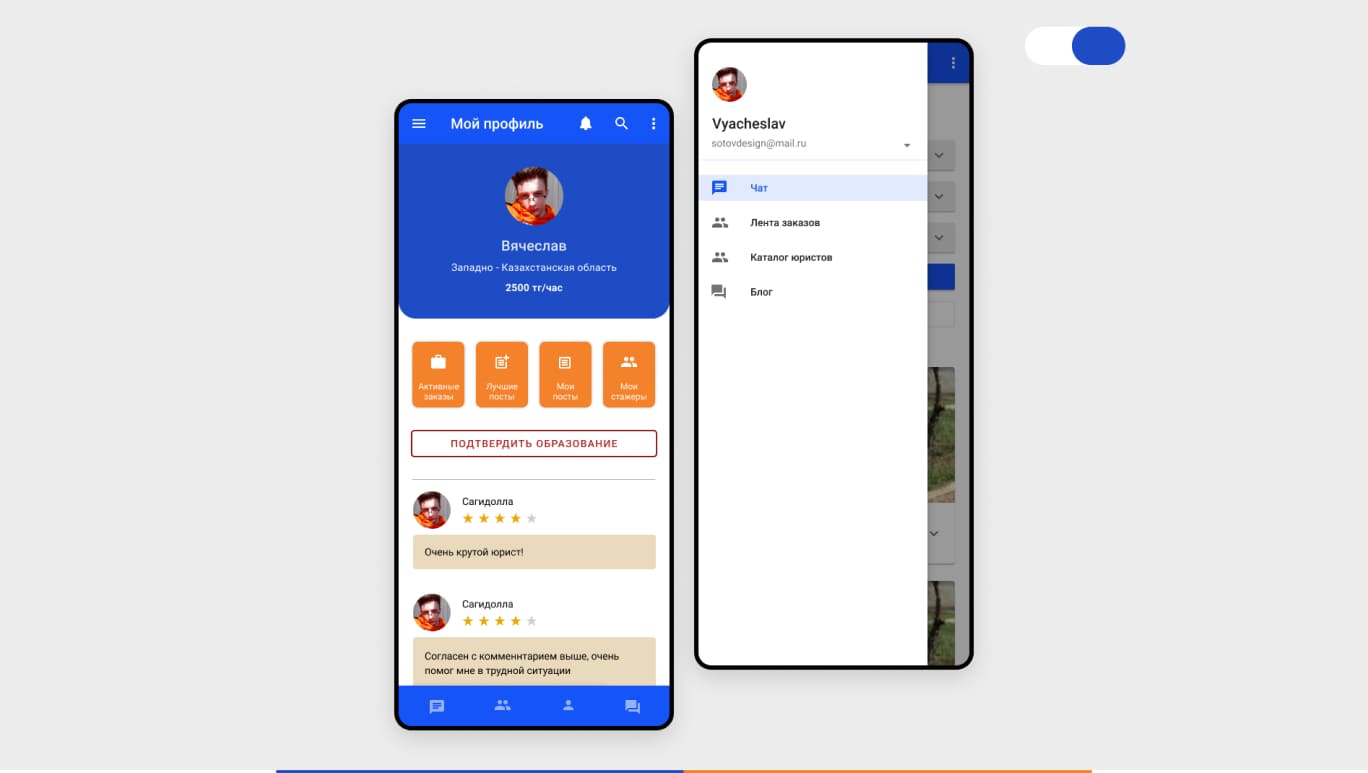 Мой профиль
Вячеслав
Западно - Казахстанская область
2500 тг/час
Активные
заказы
Лучшие
посты
Мои
посты
Мои
стажеры
ПОДТВЕРДИТЬ ОБРАЗОВАНИЕ
Сагидолла
Очень крутой юрист!
Сагидолла
Согласен с комменнтарием выше, очень
помог мне в трудной ситуации
Vyacheslav
sotovdesign@mail.ru
Чат
Лента заказов
Каталог юристов
Блог